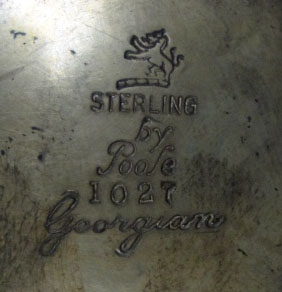 STERLING
by
Poole
1027
Georgian